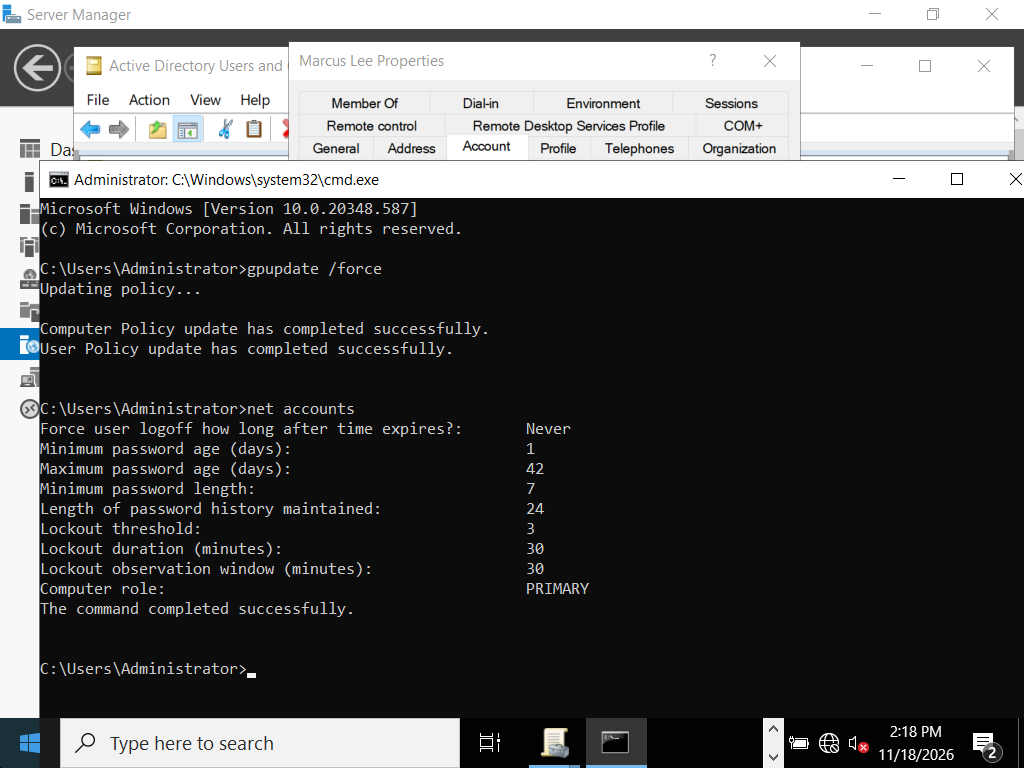 Server Manager
Active Directory Users and
Marcus Lee Properties
?
File Action View Help
Member Of Dial-in Environment Sessions
Remote control Remote Desktop Services Profile COM+
General Address Account Profile Telephones Organization
Administrator: C:\Windows\system32\cmd.exe
Microsoft Windows [Version 10.0.20348.587]
(c) Microsoft Corporation. All rights reserved.
C:\Users\Administrator>gpupdate /force
Updating policy...
Computer Policy update has completed successfully.
User Policy update has completed successfully.
C:\Users\Administrator>net accounts
Force user logoff how long after time expires?: Never
Minimum password age (days): 1
Maximum password age (days): 42
Minimum password length: 7
Length of password history maintained: 24
Lockout threshold: 3
Lockout duration (minutes): 30
Lockout observation window (minutes): 30
Computer role: PRIMARY
The command completed successfully.
C:\Users\Administrator>
Type here to search
2:18 PM
11/18/2026
2